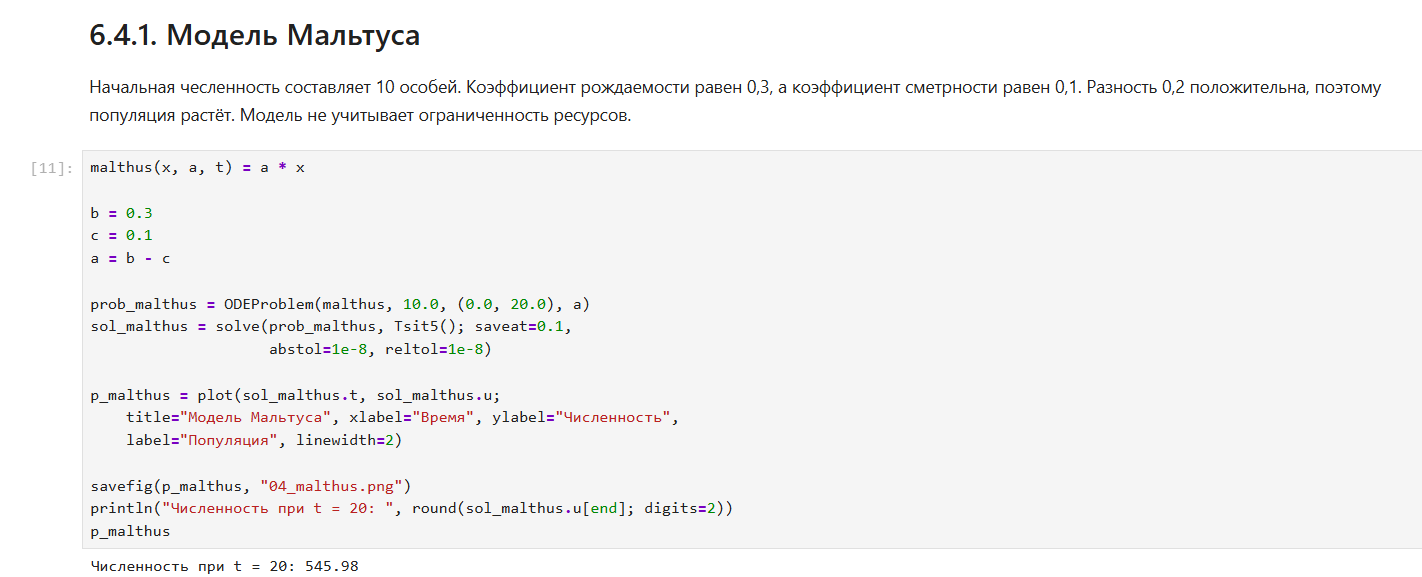 6.4.1. Модель Мальтуса
Начальная чесленность составляет 10 особей. Коэффициент рождаемости равен 0,3, а коэффициент сметрности равен 0,1. Разность 0,2 положительна, поэтому
популяция растёт. Модель не учитывает ограниченность ресурсов.
[11]:
malthus(x, a, t) = a * x
b = 0.3
c = 0.1
a = b - c
prob_malthus = ODEProblem(malthus, 10.0, (0.0, 20.0), a)
sol_malthus = solve(prob_malthus, Tsit5(); saveat=0.1,
                    abstol=1e-8, reltol=1e-8)
p_malthus = plot(sol_malthus.t, sol_malthus.u;
    title="Модель Мальтуса", xlabel="Время", ylabel="Численность",
    label="Популяция", linewidth=2)
savefig(p_malthus, "04_malthus.png")
println("Численность при t = 20: ", round(sol_malthus.u[end]; digits=2))
p_malthus
Численность при t = 20: 545.98